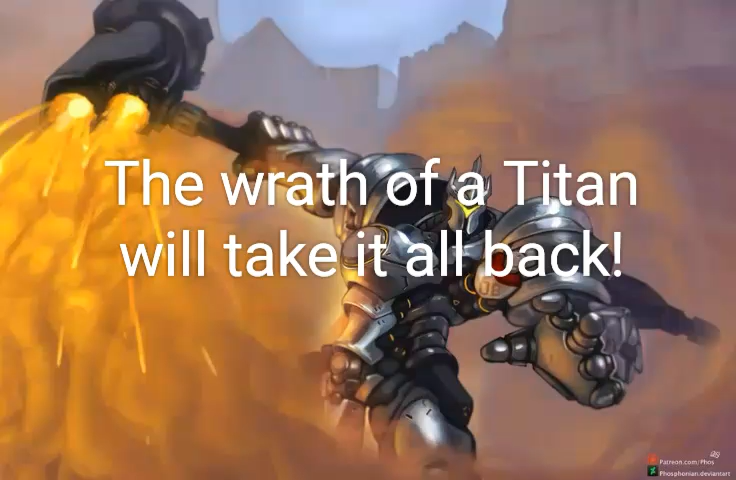 The wrath of a Titan
will take it all back!
Patreon.com/Phos
Phosphonian.deviantart